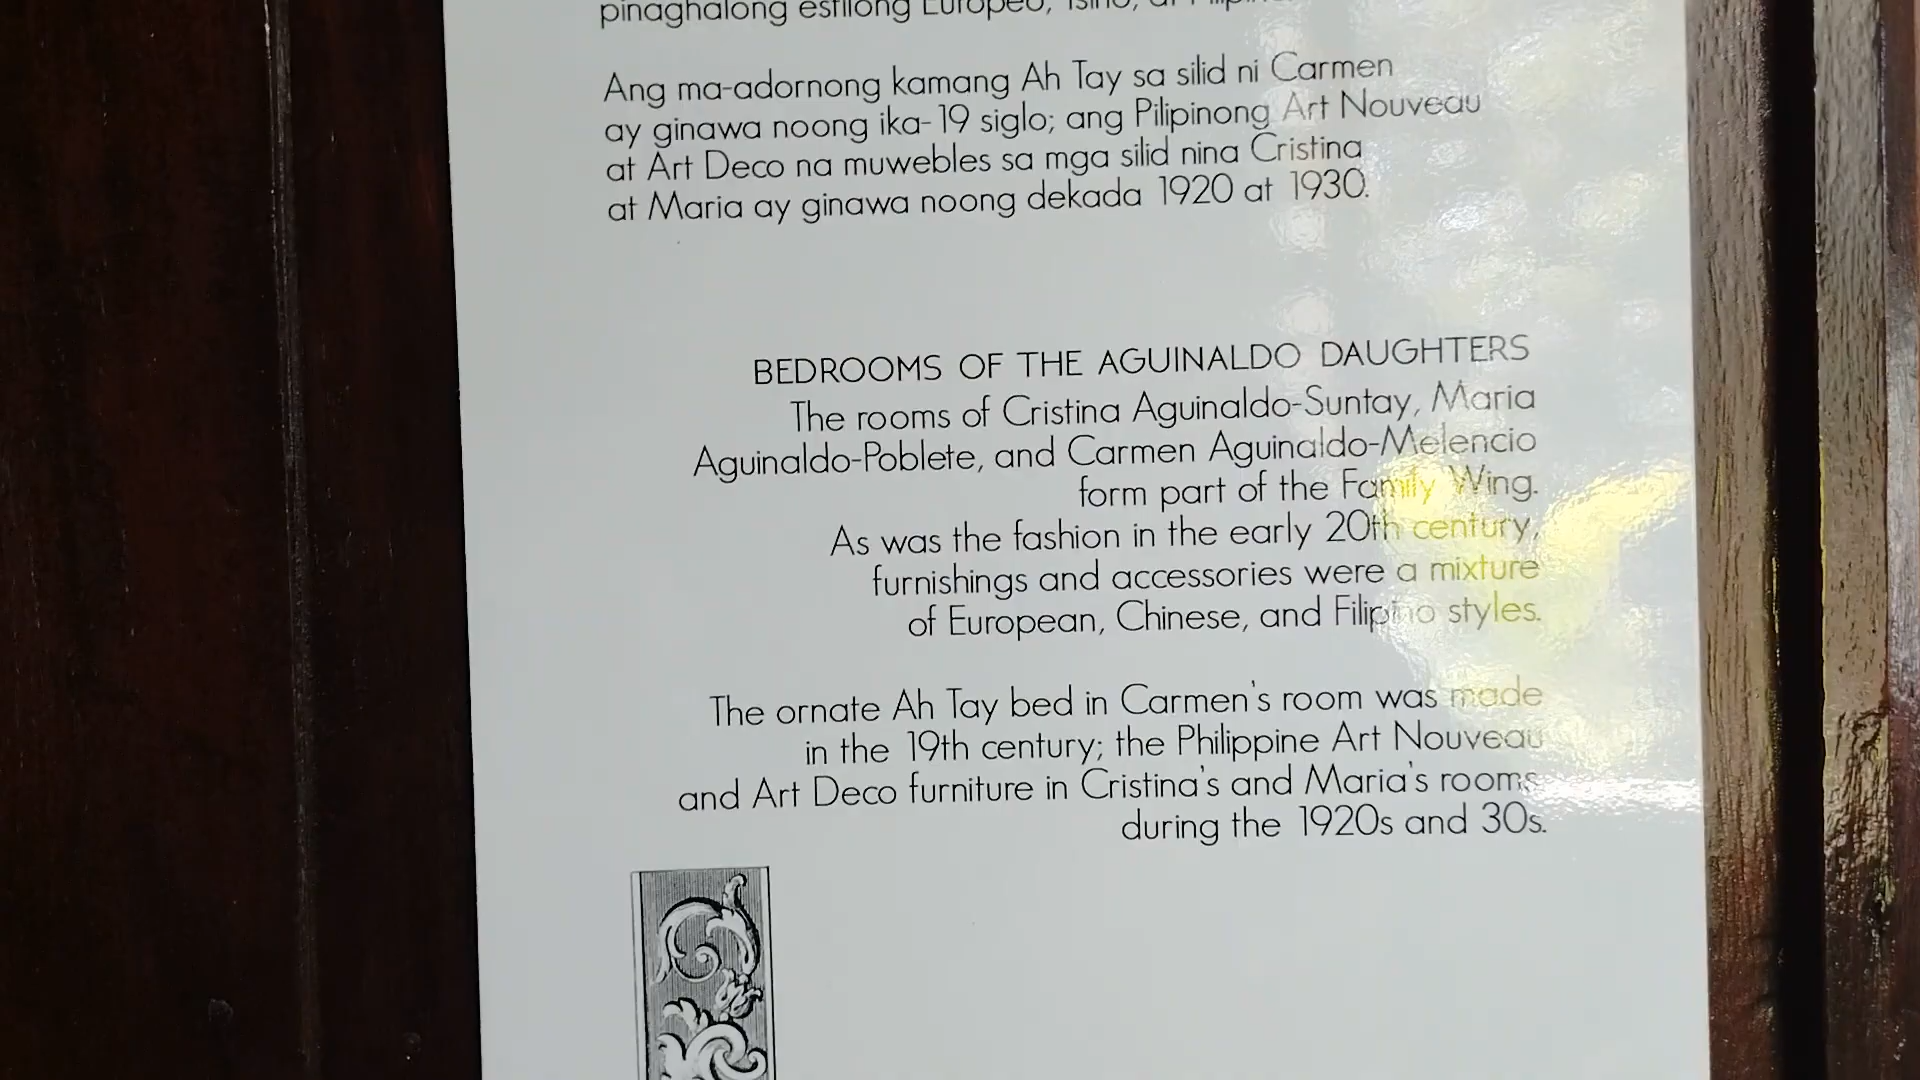 pinaghalong estilong Europeo, Tsino, at
Ang ma-adornong kamang Ah Tay sa silid ni Carmen
ay ginawa noong ika-19 siglo; ang Pilipinong Art Nouveau
at Art Deco na muwebles sa mga silid nina Cristina
at Maria ay ginawa noong dekada 1920 at 1930.
BEDROOMS OF THE AGUINALDO DAUGHTERS
The rooms of Cristina Aguinaldo-Suntay, Maria
Aguinaldo-Poblete, and Carmen Aguinaldo-Melencio
form part of the Family Wing.
As was the fashion in the early 20th century,
furnishings and accessories were a mixture
of European, Chinese, and Filipino styles.
The ornate Ah Tay bed in Carmen's room was made
in the 19th century; the Philippine Art Nouveau
and Art Deco furniture in Cristina's and Maria's rooms
during the 1920s and 30s.